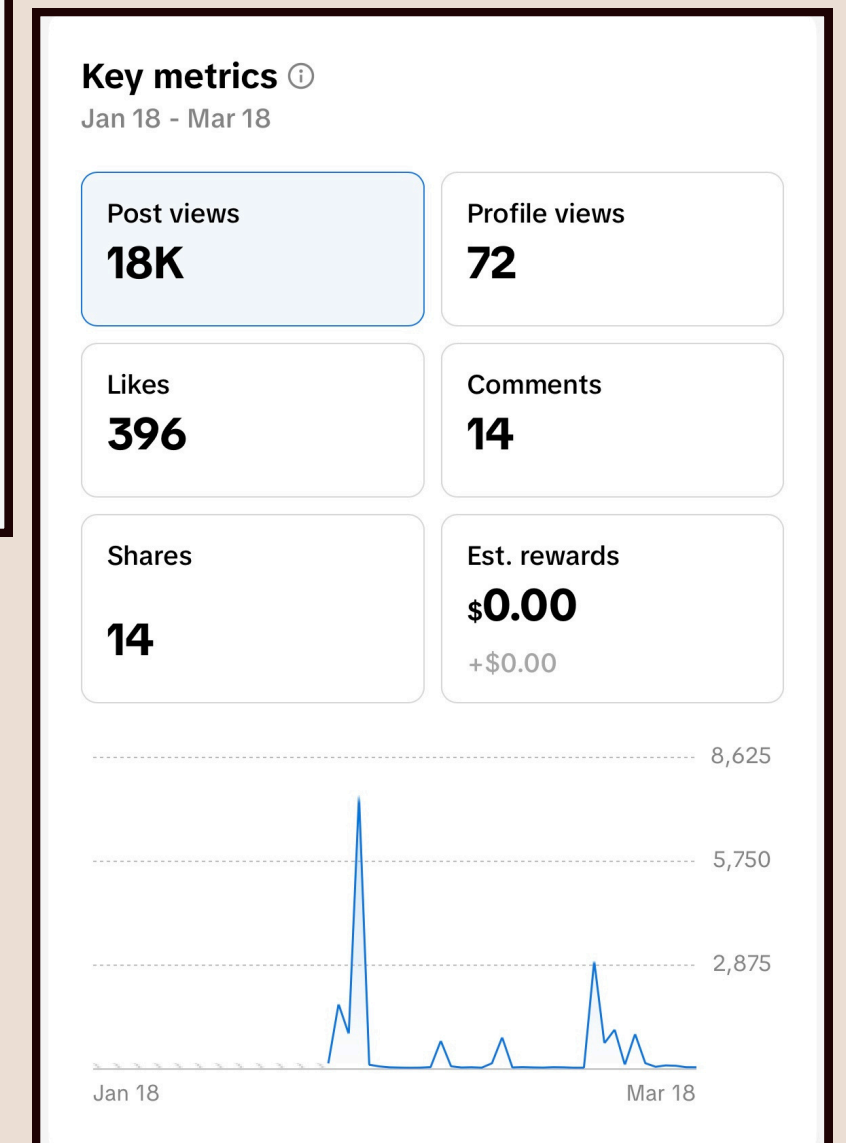 Key metrics
Jan 18 - Mar 18
Post views
18K
Profile views
72
Likes
396
Comments
14
Shares
14
Est. rewards
$0.00
+$0.00
8,625
5,750
2,875
Jan 18
Mar 18